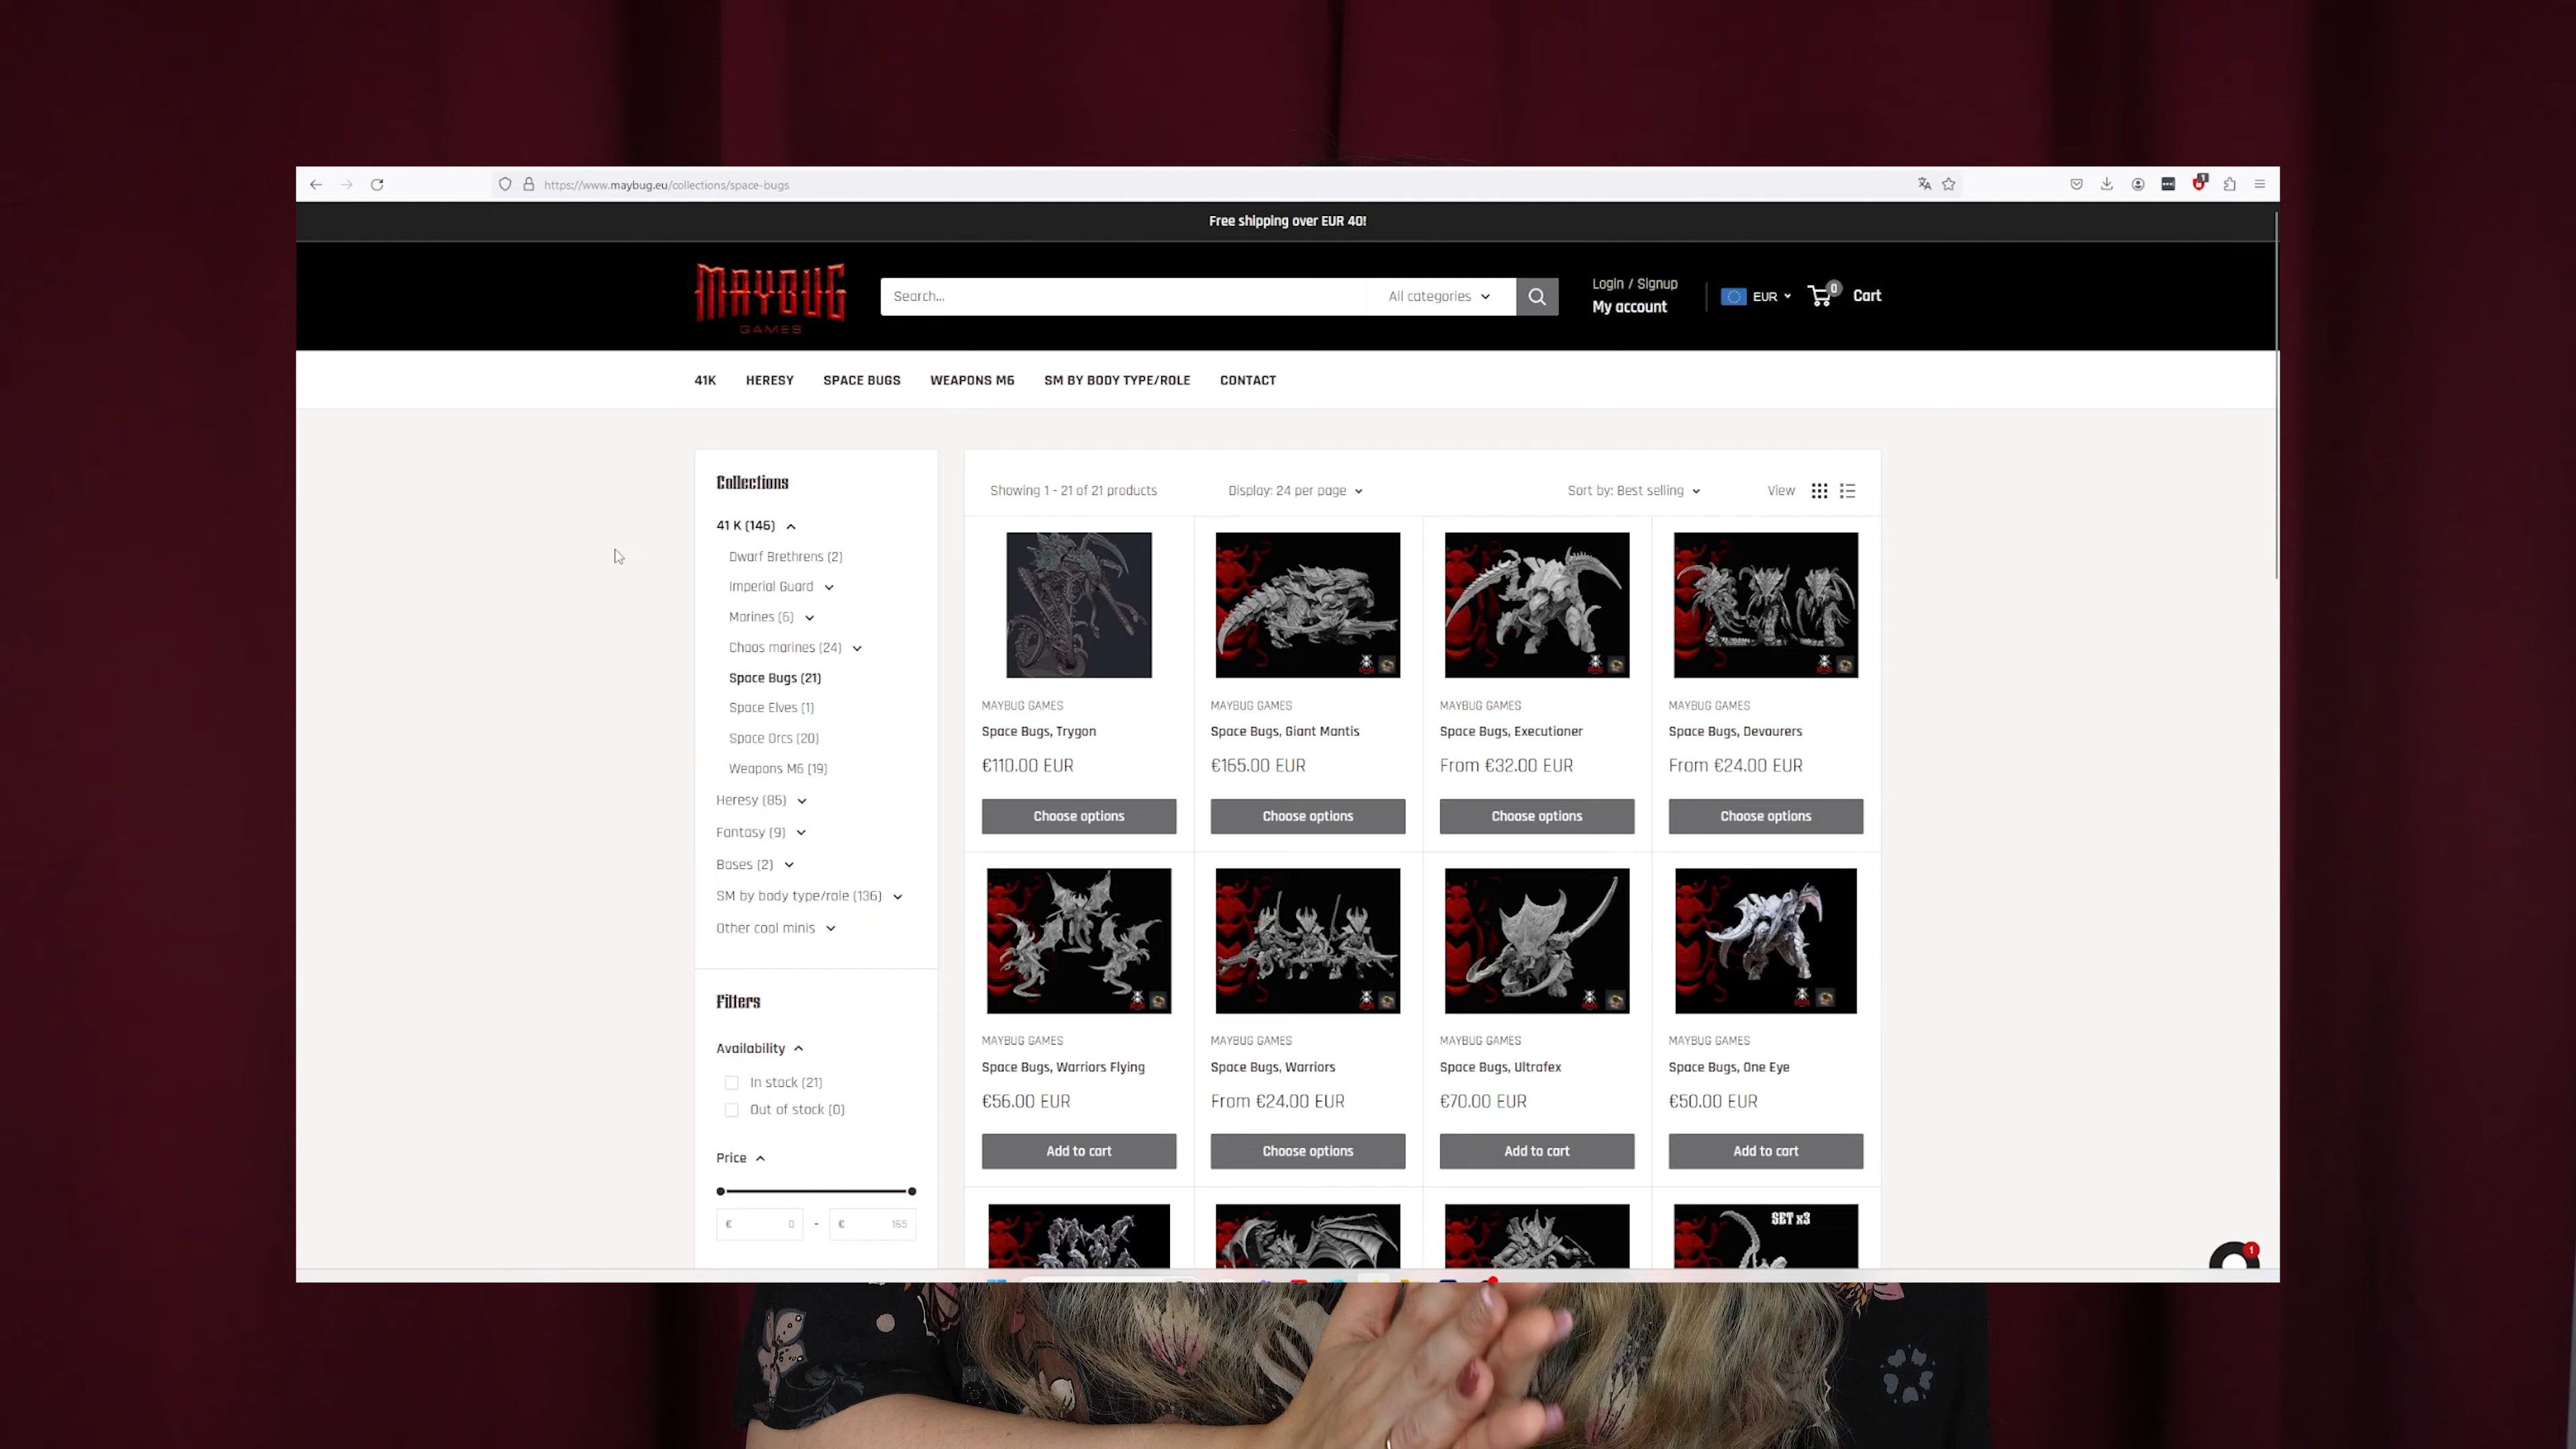 https://www.maybug.eu/collections/space-bugs
1
Free shipping over EUR 40!
MAYBUG
GAMES
Search...
All categories
Login / Signup
My account
EUR
0
Cart
41K
HERESY
SPACE BUGS
WEAPONS M6
SM BY BODY TYPE/ROLE
CONTACT
Collections
41 K (146)
Dwarf Brethrens (2)
Imperial Guard
Marines (6)
Chaos marines (24)
Space Bugs (21)
Space Elves (1)
Space Orcs (20)
Weapons M6 (19)
Heresy (85)
Fantasy (9)
Bases (2)
SM by body type/role (136)
Other cool minis
Filters
Availability
In stock (21)
Out of stock (0)
Price
€ 0 - € 165
Showing 1 - 21 of 21 products
Display: 24 per page
Sort by: Best selling
View
MAYBUG GAMES
Space Bugs, Trygon
€110.00 EUR
Choose options
MAYBUG GAMES
Space Bugs, Giant Mantis
€165.00 EUR
Choose options
MAYBUG GAMES
Space Bugs, Executioner
From €32.00 EUR
Choose options
MAYBUG GAMES
Space Bugs, Devourers
From €24.00 EUR
Choose options
MAYBUG GAMES
Space Bugs, Warriors Flying
€56.00 EUR
Add to cart
MAYBUG GAMES
Space Bugs, Warriors
From €24.00 EUR
Choose options
MAYBUG GAMES
Space Bugs, Ultrafex
€70.00 EUR
Add to cart
MAYBUG GAMES
Space Bugs, One Eye
€50.00 EUR
Add to cart
SET x3
1